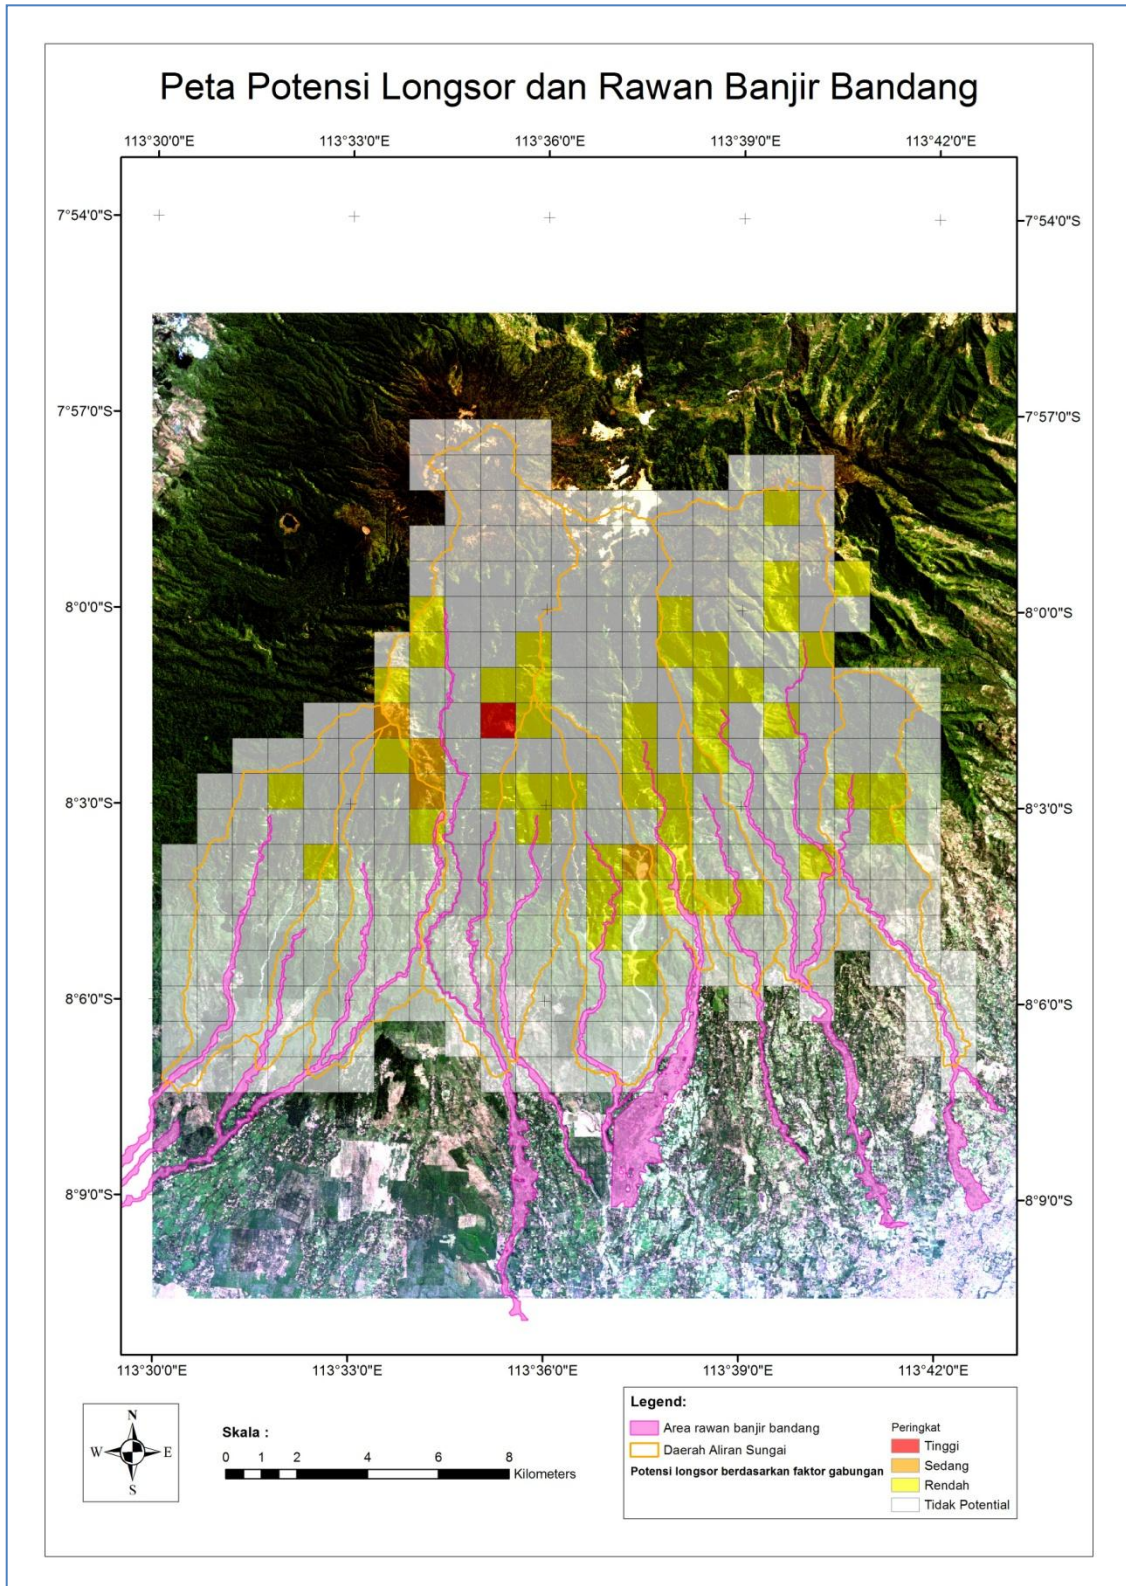 Peta Potensi Longsor dan Rawan Banjir Bandang
113°30'0"E 113°33'0"E 113°36'0"E 113°39'0"E 113°42'0"E
7°54'0"S 7°54'0"S
7°57'0"S 7°57'0"S
8°0'0"S 8°0'0"S
8°3'0"S 8°3'0"S
8°6'0"S 8°6'0"S
8°9'0"S 8°9'0"S
113°30'0"E 113°33'0"E 113°36'0"E 113°39'0"E 113°42'0"E
N
W E
S
Skala :
0 1 2 4 6 8
Kilometers
Legend:
Area rawan banjir bandang
Daerah Aliran Sungai
Potensi longsor berdasarkan faktor gabungan
Peringkat
Tinggi
Sedang
Rendah
Tidak Potential